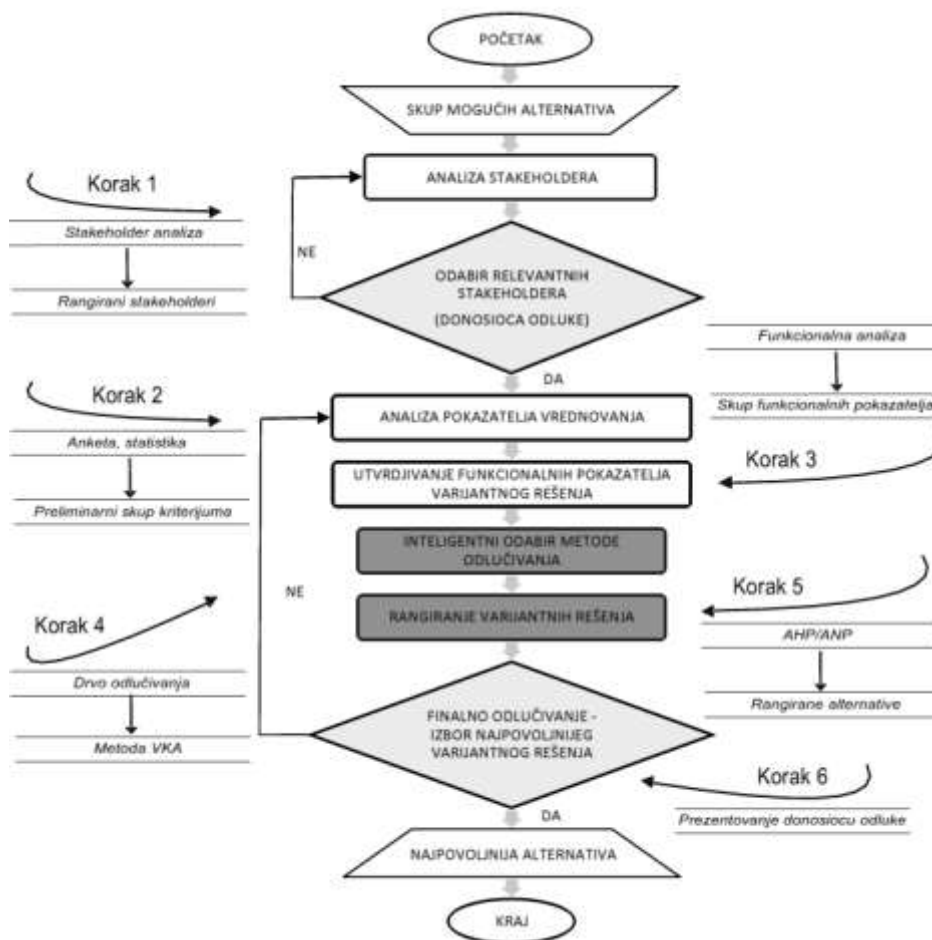 POČETAK
SKUP MOGUĆIH ALTERNATIVA
ANALIZA STAKEHOLDERA
Korak 1
Stakeholder analiza
Rangirani stakeholderi
NE
ODABIR RELEVANTNIH
STAKEHOLDERA
(DONOSIOCA ODLUKE)
DA
Funkcionalna analiza
Skup funkcionalnih pokazatelja
Korak 3
Korak 2
Anketa, statistika
Preliminarni skup kriterijuma
ANALIZA POKAZATELJA VREDNOVANJA
UTVRDJIVANJE FUNKCIONALNIH POKAZATELJA
VARIJANTNOG REŠENJA
INTELIGENTNI ODABIR METODE
ODLUČIVANJA
NE
RANGIRANJE VARIJANTNIH REŠENJA
Korak 4
Drvo odlučivanja
Metoda VKA
Korak 5
AHP/ANP
Rangirane alternative
FINALNO ODLUČIVANJE -
IZBOR NAJPOVOLJNIJEG
VARIJANTNOG REŠENJA
Korak 6
Prezentovanje donosiocu odluke
DA
NAJPOVOLJNIJA ALTERNATIVA
KRAJ